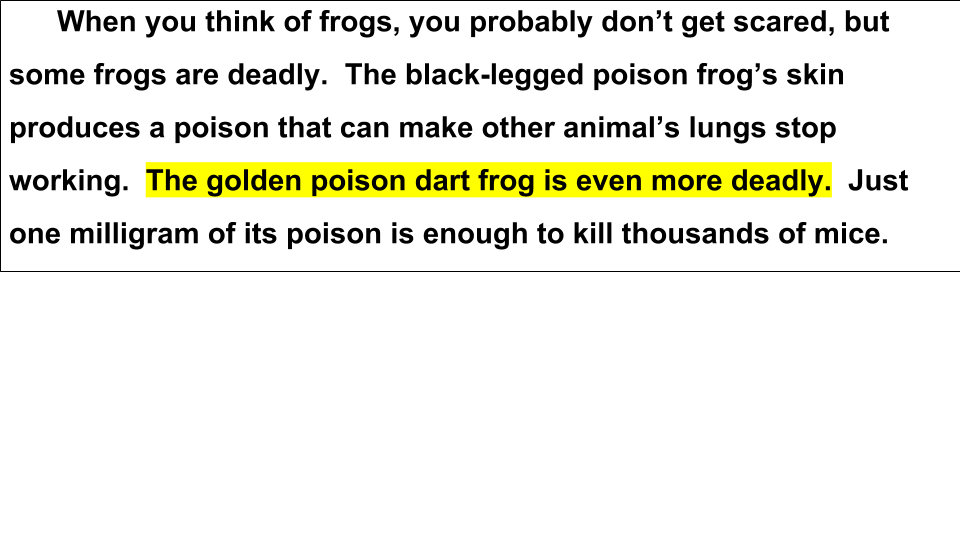 When you think of frogs, you probably don’t get scared, but
some frogs are deadly.  The black-legged poison frog’s skin
produces a poison that can make other animal’s lungs stop
working.  The golden poison dart frog is even more deadly.  Just
one milligram of its poison is enough to kill thousands of mice.